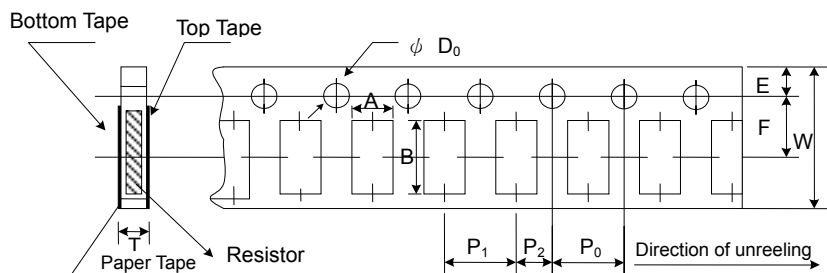 Bottom Tape
Top Tape
ψ D₀
A
E
F
W
B
T
Paper Tape
Resistor
P₁
P₂
P₀
Direction of unreeling